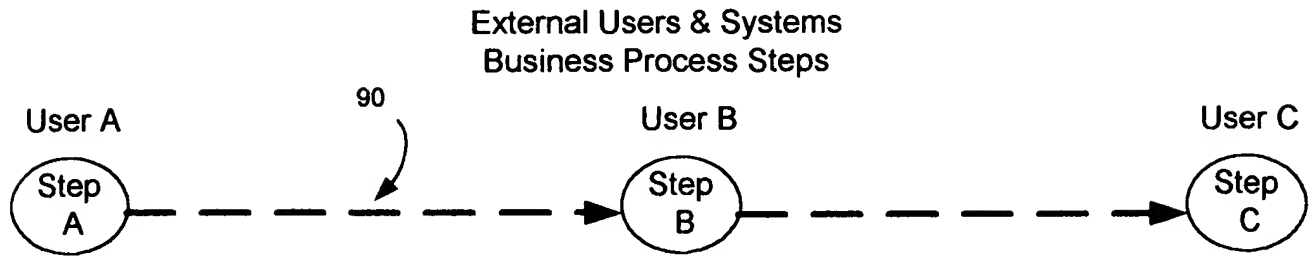 External Users & Systems
Business Process Steps
90
User A
User B
User C
Step
A
Step
B
Step
C